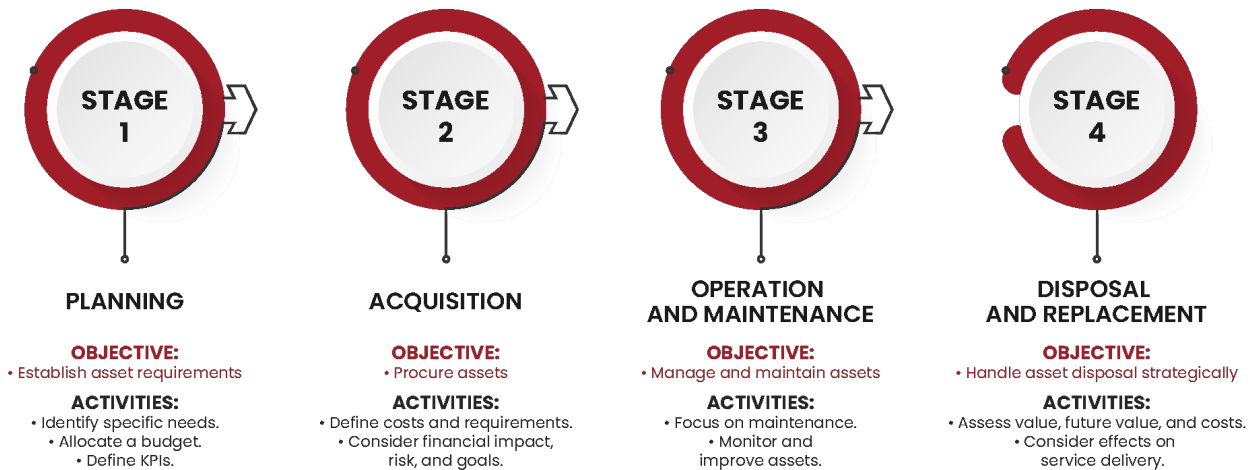 STAGE
1
PLANNING
OBJECTIVE:
• Establish asset requirements
ACTIVITIES:
• Identify specific needs.
• Allocate a budget.
• Define KPIs.
STAGE
2
ACQUISITION
OBJECTIVE:
• Procure assets
ACTIVITIES:
• Define costs and requirements.
• Consider financial impact,
risk, and goals.
STAGE
3
OPERATION
AND MAINTENANCE
OBJECTIVE:
• Manage and maintain assets
ACTIVITIES:
• Focus on maintenance.
• Monitor and
improve assets.
STAGE
4
DISPOSAL
AND REPLACEMENT
OBJECTIVE:
• Handle asset disposal strategically
ACTIVITIES:
• Assess value, future value, and costs.
• Consider effects on
service delivery.